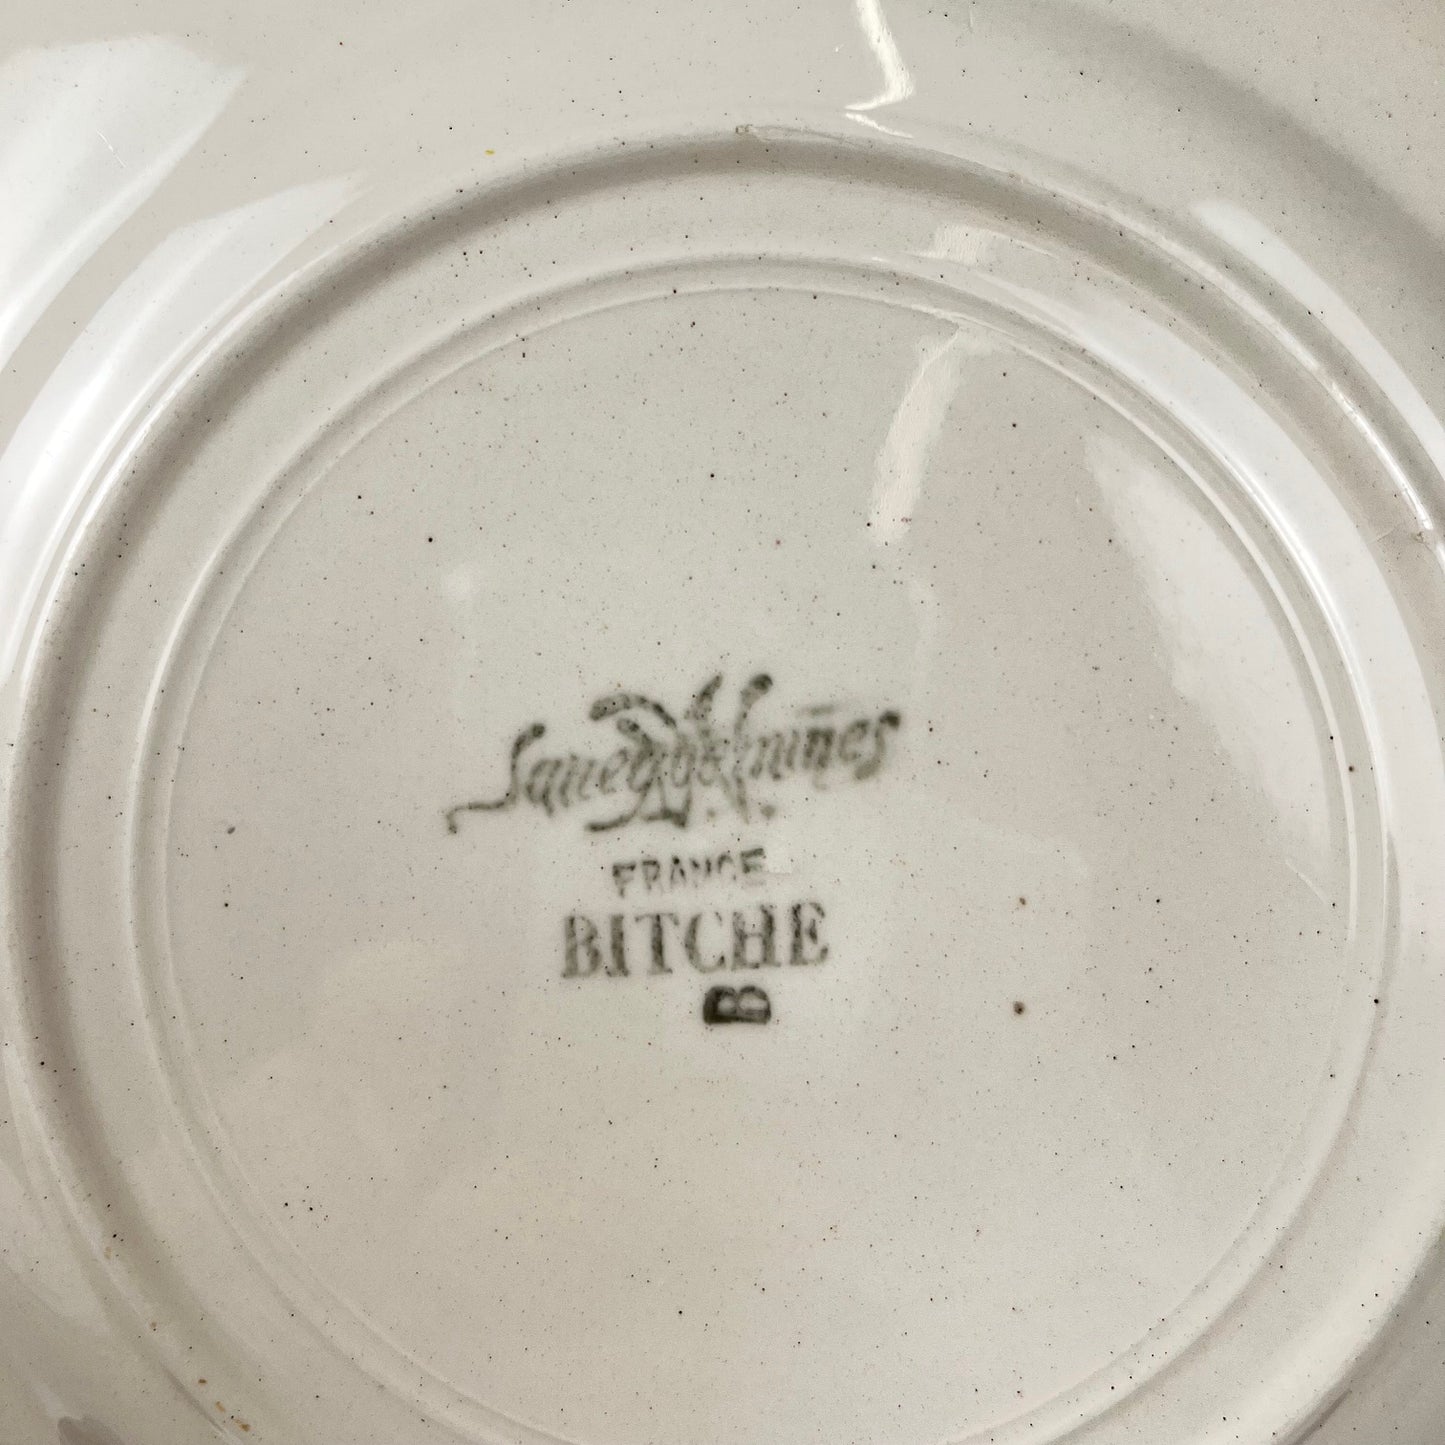 Sarreguemines
FRANCE
BITCHE
B